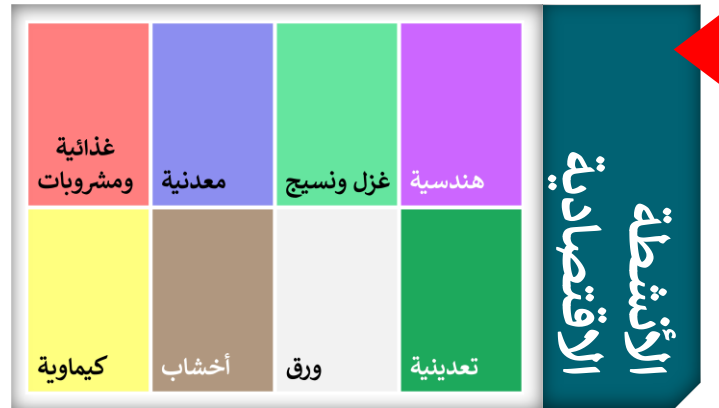 الأنشطة
الاقتصادية
هندسية
غزل ونسيج
معدنية
غذائية
ومشروبات
تعدينية
ورق
أخشاب
كيماوية